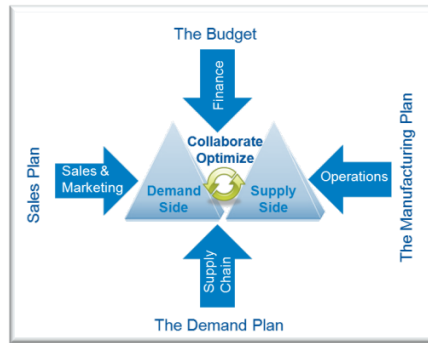 The Budget
Finance
Collaborate
Optimize
Sales Plan
Sales &
Marketing
Demand
Side
Supply
Side
Operations
The Manufacturing Plan
Supply
Chain
The Demand Plan